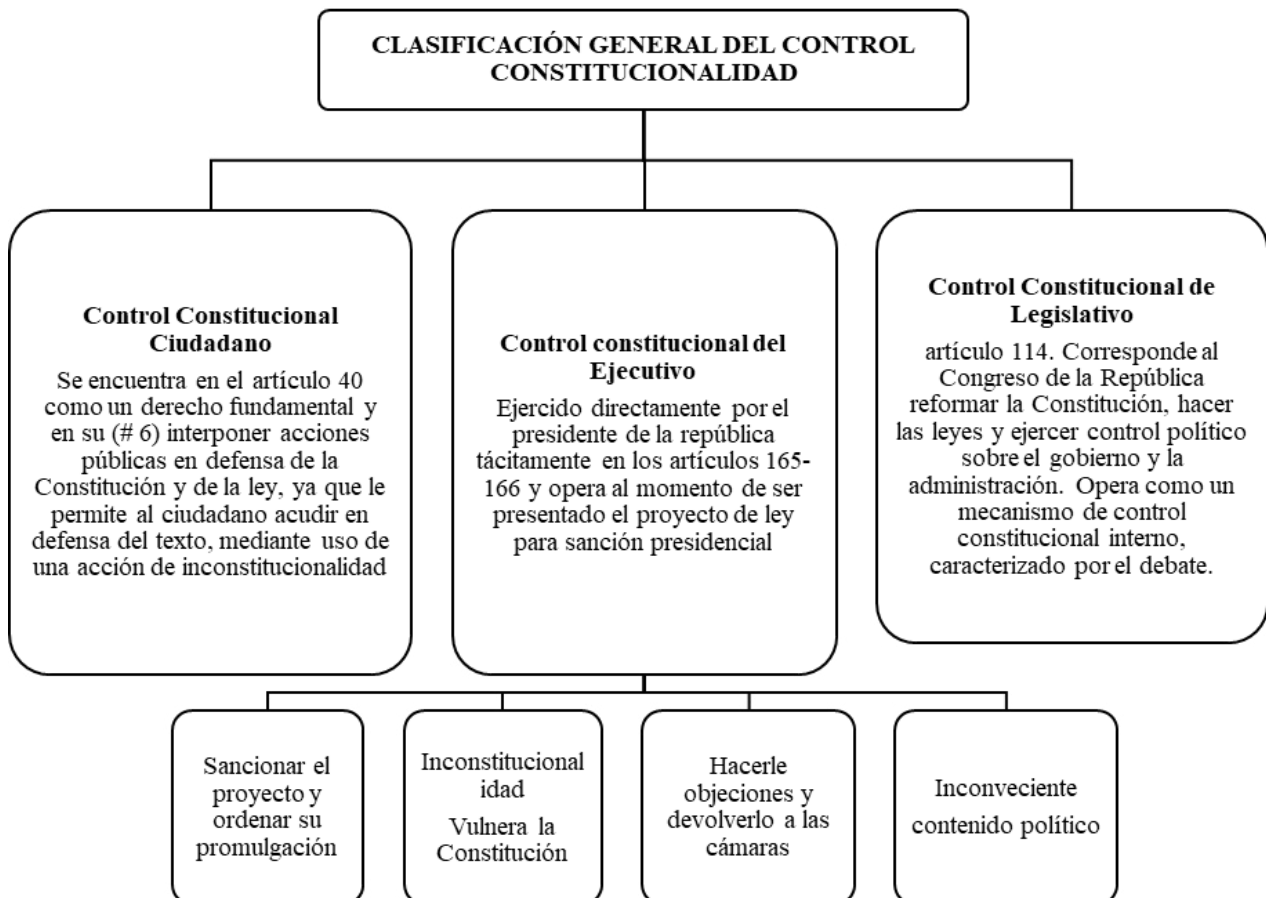 CLASIFICACIÓN GENERAL DEL CONTROL
CONSTITUCIONALIDAD
Control Constitucional
Ciudadano
Se encuentra en el artículo 40
como un derecho fundamental y
en su (# 6) interponer acciones
públicas en defensa de la
Constitución y de la ley, ya que le
permite al ciudadano acudir en
defensa del texto, mediante uso de
una acción de inconstitucionalidad
Control constitucional del
Ejecutivo
Ejercido directamente por el
presidente de la república
tácitamente en los artículos 165-
166 y opera al momento de ser
presentado el proyecto de ley
para sanción presidencial
Control Constitucional de
Legislativo
artículo 114. Corresponde al
Congreso de la República
reformar la Constitución, hacer
las leyes y ejercer control político
sobre el gobierno y la
administración. Opera como un
mecanismo de control
constitucional interno,
caracterizado por el debate.
Sancionar el
proyecto y
ordenar su
promulgación
Inconstitucional
idad
Vulnera la
Constitución
Hacerle
objeciones y
devolverlo a las
cámaras
Inconveciente
contenido político